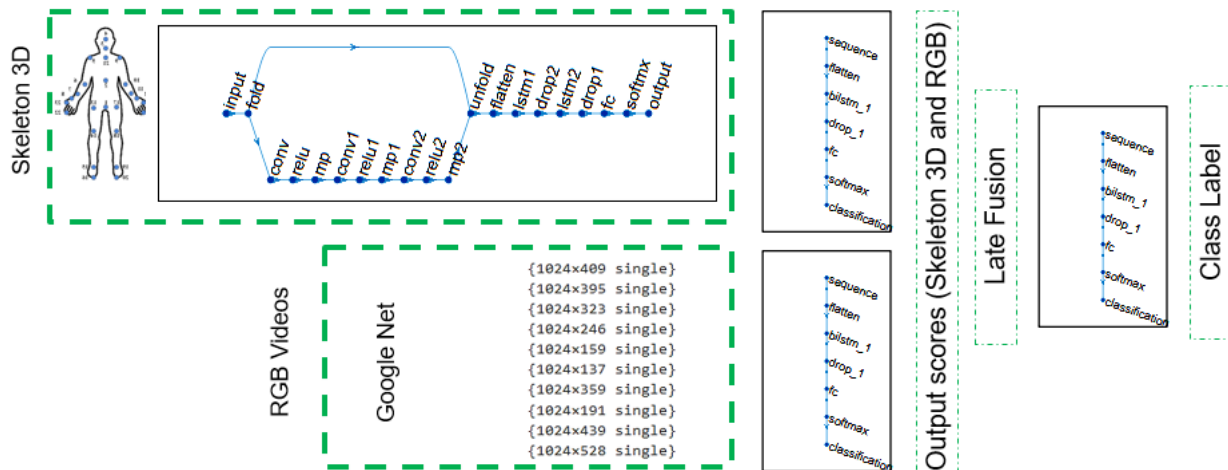 Skeleton 3D
input
fold
conv
relu
mp
conv1
relu1
mp1
conv2
relu2
mp2
unfold
flatten
lstm1
drop2
lstm2
drop1
fc
softmx
output
sequence
flatten
bilstm_1
drop_1
fc
softmax
classification
RGB Videos
Google Net
{1024×409 single}
{1024×395 single}
{1024×323 single}
{1024×246 single}
{1024×159 single}
{1024×137 single}
{1024×359 single}
{1024×191 single}
{1024×439 single}
{1024×528 single}
sequence
flatten
bilstm_1
drop_1
fc
softmax
classification
Output scores (Skeleton 3D and RGB)
Late Fusion
sequence
flatten
bilstm_1
drop_1
fc
softmax
classification
Class Label